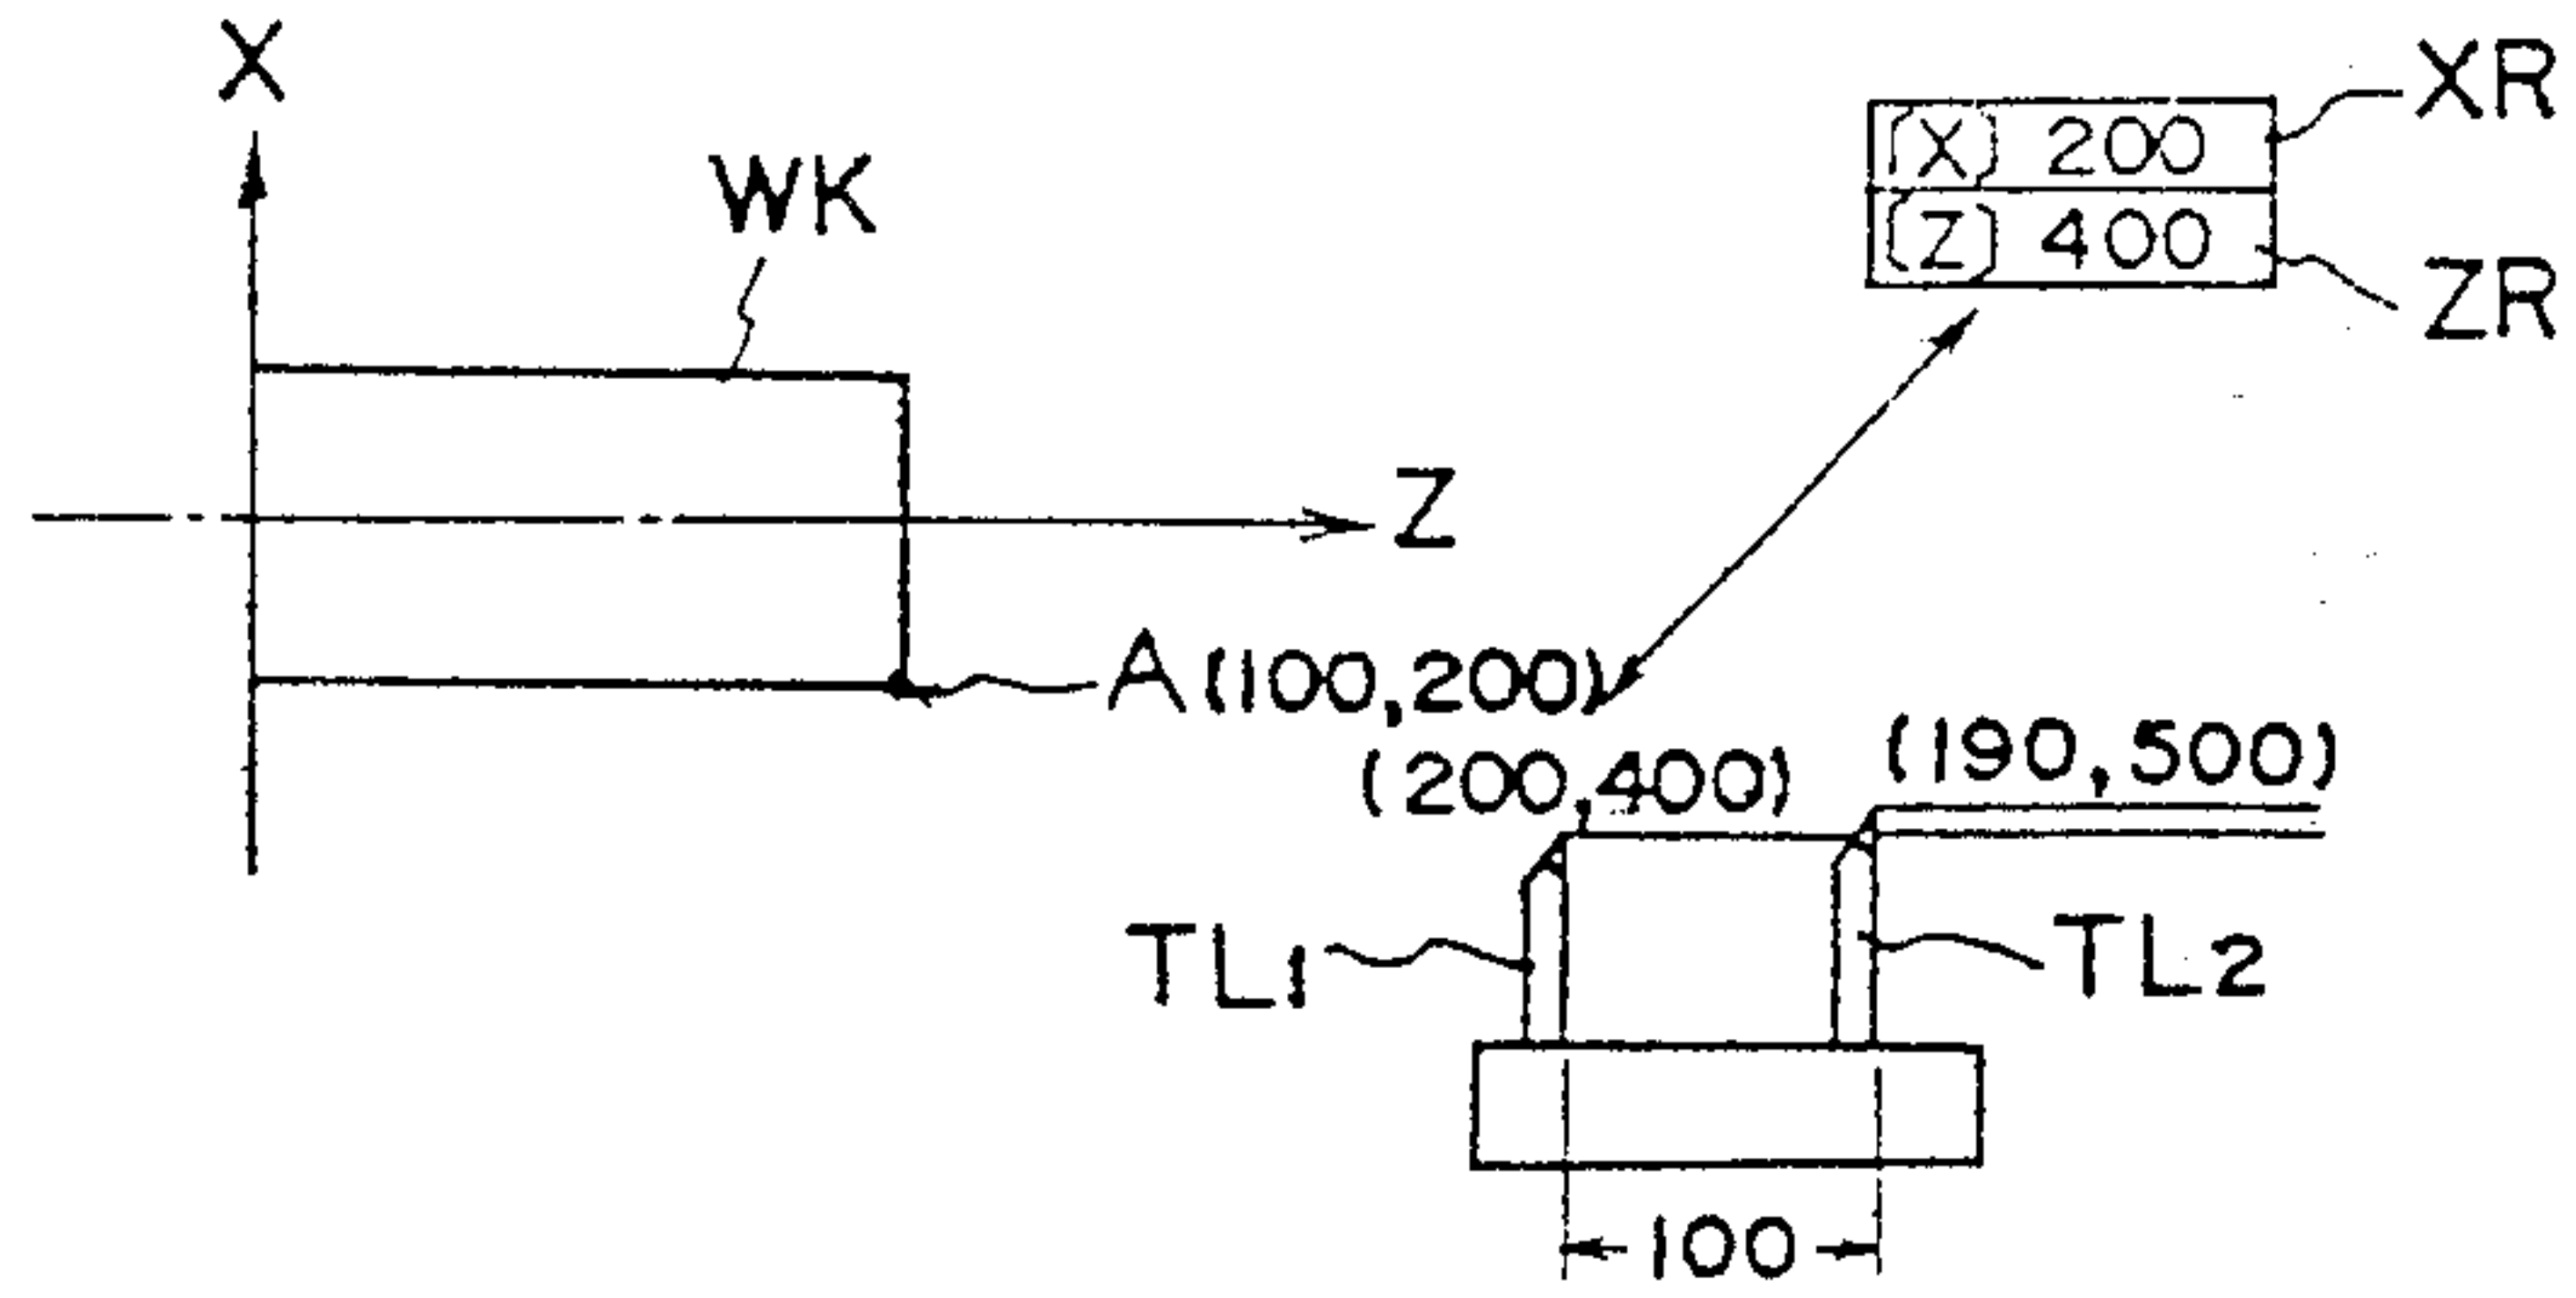 X
WK
XR
(X) 200
(Z) 400
ZR
Z
A(100,200)
(200,400)
(190,500)
TL1
TL2
100